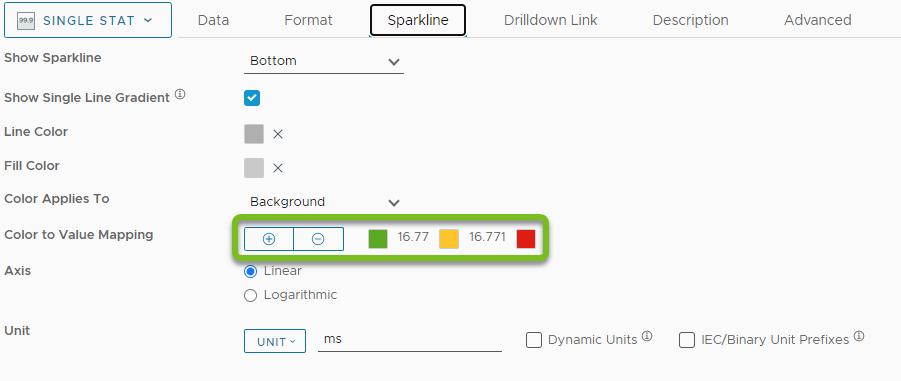 99.9 SINGLE STAT Data Format Sparkline Drilldown Link Description Advanced
Show Sparkline Bottom
Show Single Line Gradient
Line Color
Fill Color
Color Applies To Background
Color to Value Mapping 16.77 16.771
Axis Linear
Logarithmic
Unit UNIT ms Dynamic Units IEC/Binary Unit Prefixes